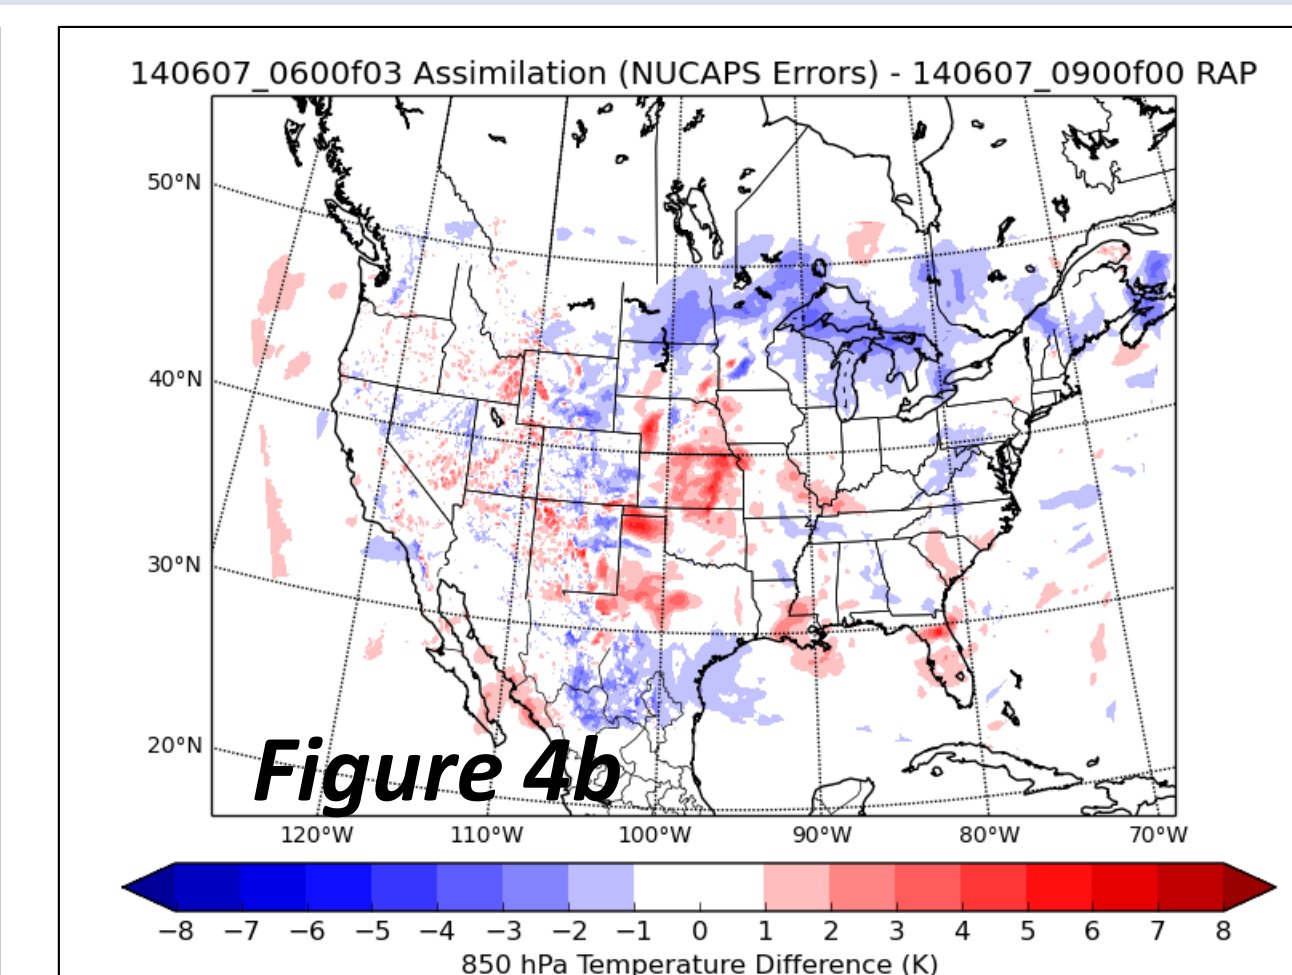 140607_0600f03 Assimilation (NUCAPS Errors) - 140607_0900f00 RAP
50°N
40°N
30°N
20°N
Figure 4b
120°W 110°W 100°W 90°W 80°W 70°W
−8 −7 −6 −5 −4 −3 −2 −1 0 1 2 3 4 5 6 7 8
850 hPa Temperature Difference (K)